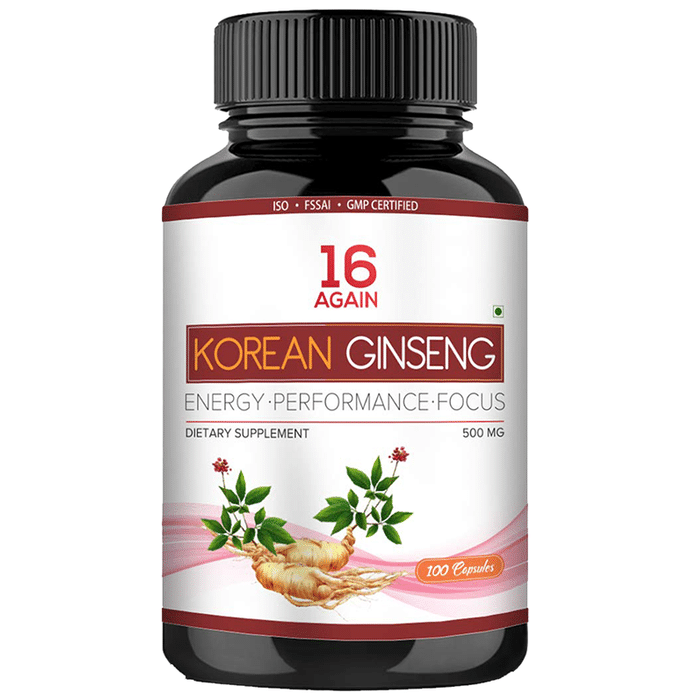 ISO • FSSAI • GMP CERTIFIED
16
AGAIN
KOREAN GINSENG
ENERGY·PERFORMANCE·FOCUS
DIETARY SUPPLEMENT 500 MG
100 Capsules